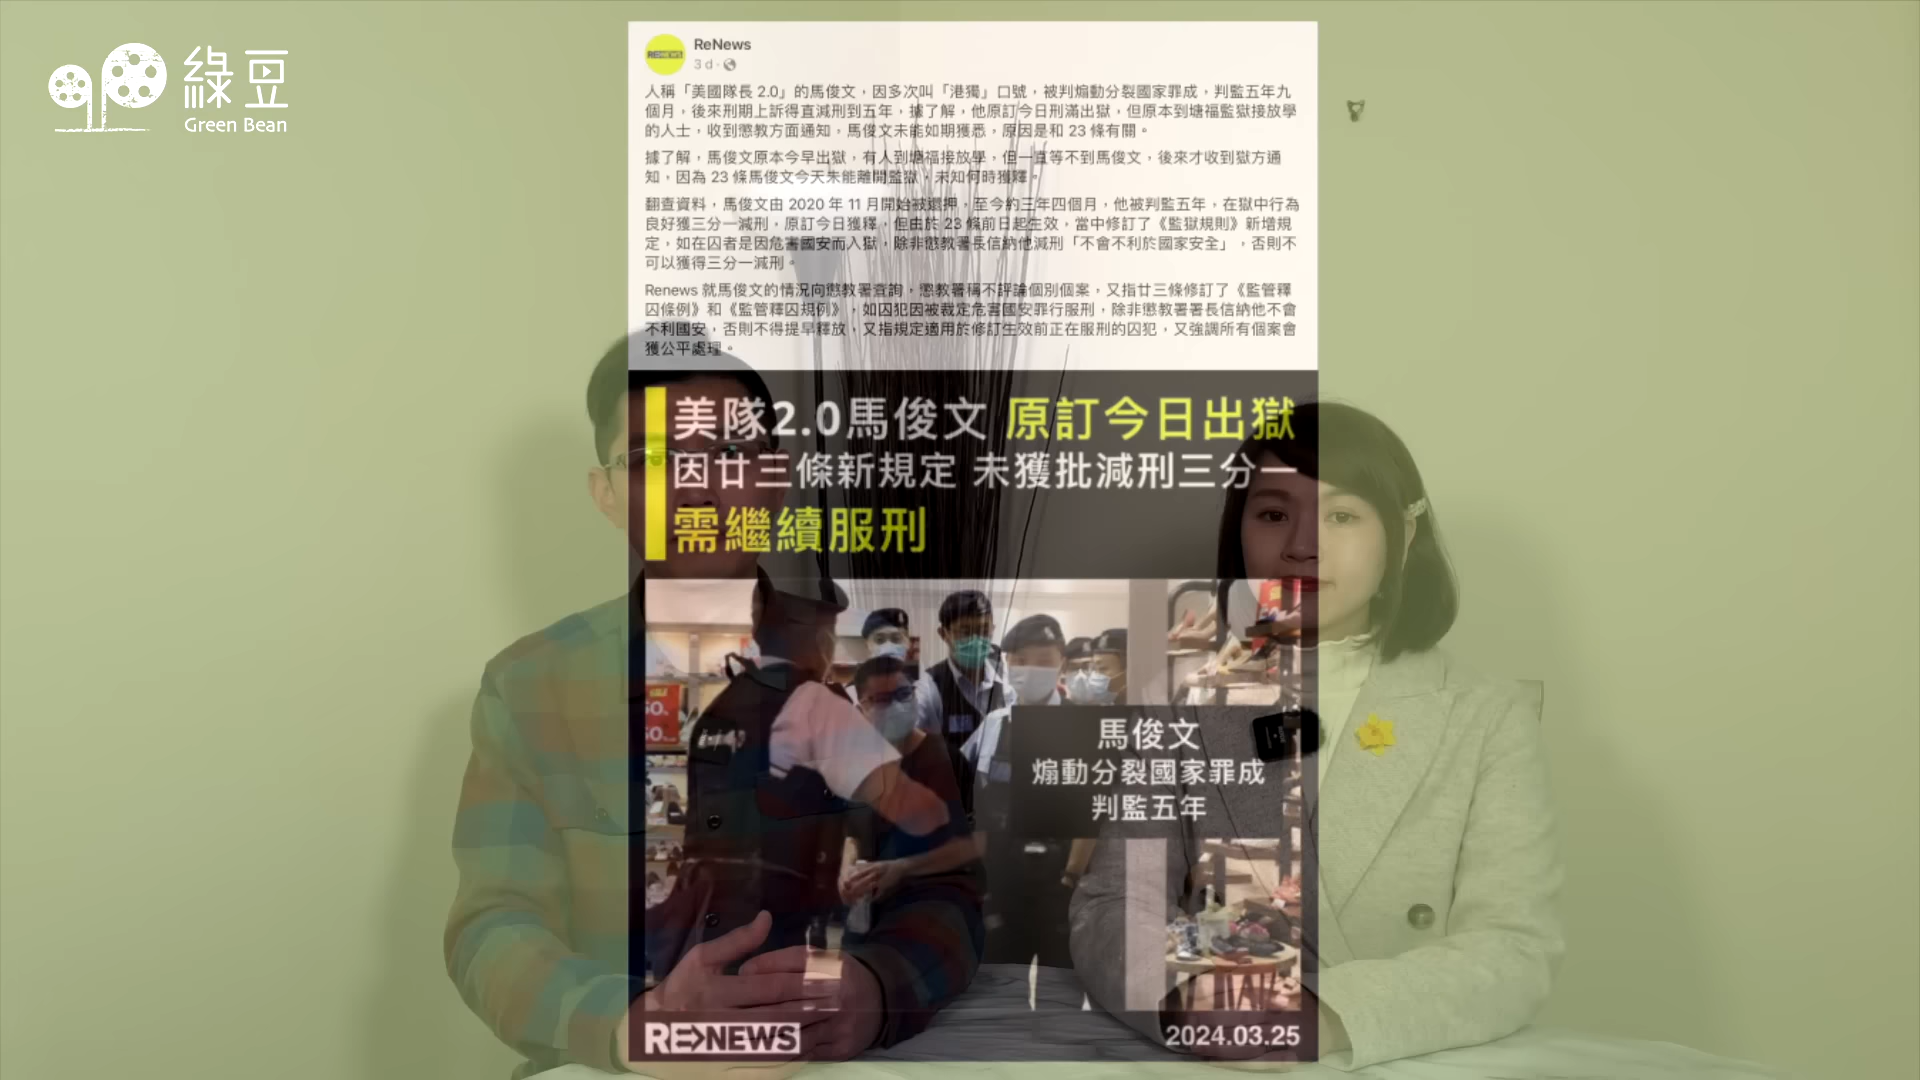 綠豆
Green Bean
ReNews
3 d
人稱「美國隊長 2.0」的馬俊文，因多次叫「港獨」口號，被判煽動分裂國家罪成，判監五年九
個月，後來刑期上訴得直減刑到五年，據了解，他原訂今日刑滿出獄，但原本到塘福監獄接放學
的人士，收到懲教方面通知，馬俊文未能如期獲悉，原因是和 23 條有關。
據了解，馬俊文原本今早出獄，有人到塘福接放學，但一直等不到馬俊文，後來才收到獄方通
知，因為 23 條馬俊文今天未能離開監獄，未知何時獲釋。
翻查資料，馬俊文由 2020 年 11 月開始被還押，至今約三年四個月，他被判監五年，在獄中行為
良好獲三分一減刑，原訂今日獲釋，但由於 23 條前日起生效，當中修訂了《監獄規則》新增規
定，如在囚者是因危害國安而入獄，除非懲教署長信納他減刑「不會不利於國家安全」，否則不
可以獲得三分一減刑。
Renews 就馬俊文的情況向懲教署查詢，懲教署稱不評論個別個案，又指廿三條修訂了《監管釋
囚條例》和《監管釋囚規例》，如囚犯因被裁定危害國安罪行服刑，除非懲教署署長信納他不會
不利國安，否則不得提早釋放，又指規定適用於修訂生效前正在服刑的囚犯，又強調所有個案會
獲公平處理。
美隊2.0馬俊文 原訂今日出獄
因廿三條新規定 未獲批減刑三分一
需繼續服刑
馬俊文
煽動分裂國家罪成
判監五年
RENEWS
2024.03.25